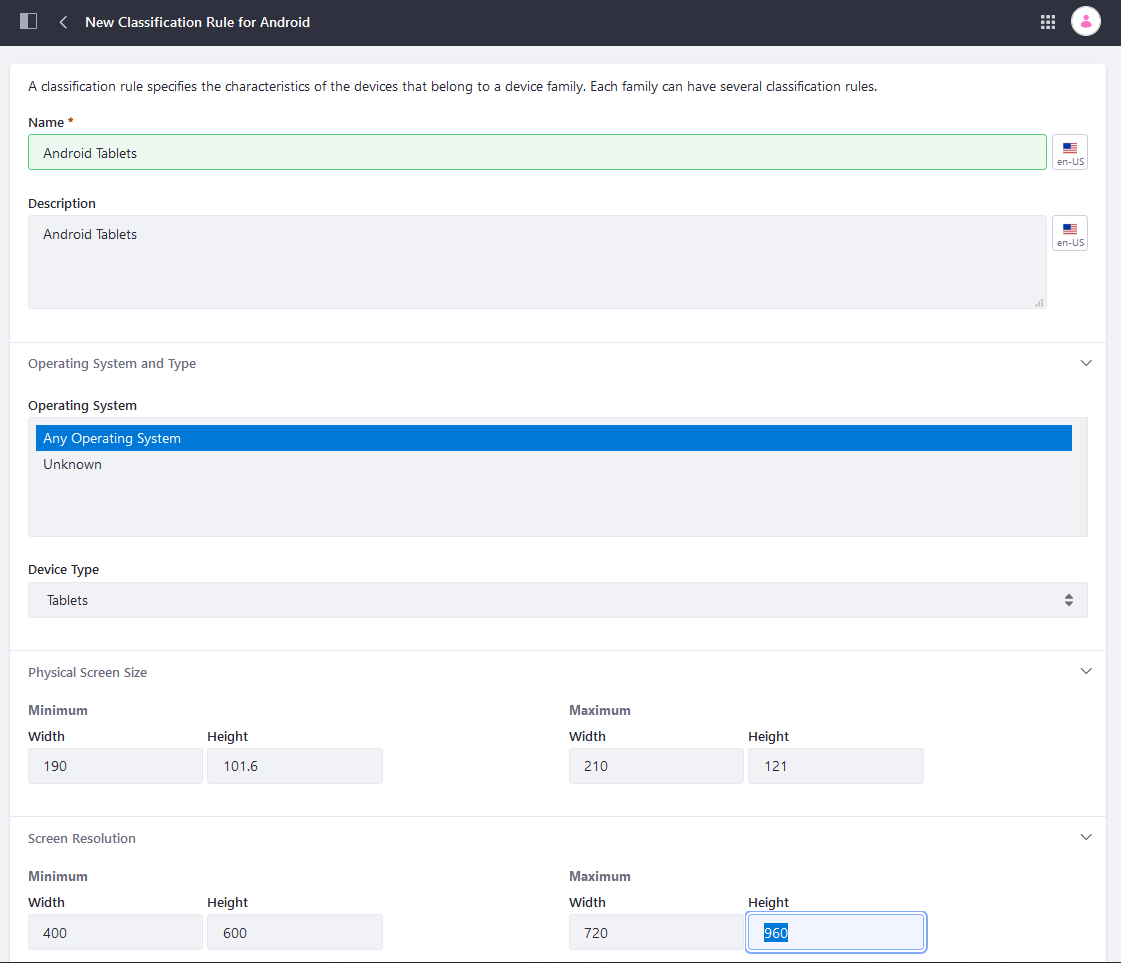 New Classification Rule for Android
A classification rule specifies the characteristics of the devices that belong to a device family. Each family can have several classification rules.
Name *
Android Tablets
en-US
Description
Android Tablets
en-US
Operating System and Type
Operating System
Any Operating System
Unknown
Device Type
Tablets
Physical Screen Size
Minimum Maximum
Width Height Width Height
190 101.6 210 121
Screen Resolution
Minimum Maximum
Width Height Width Height
400 600 720 960